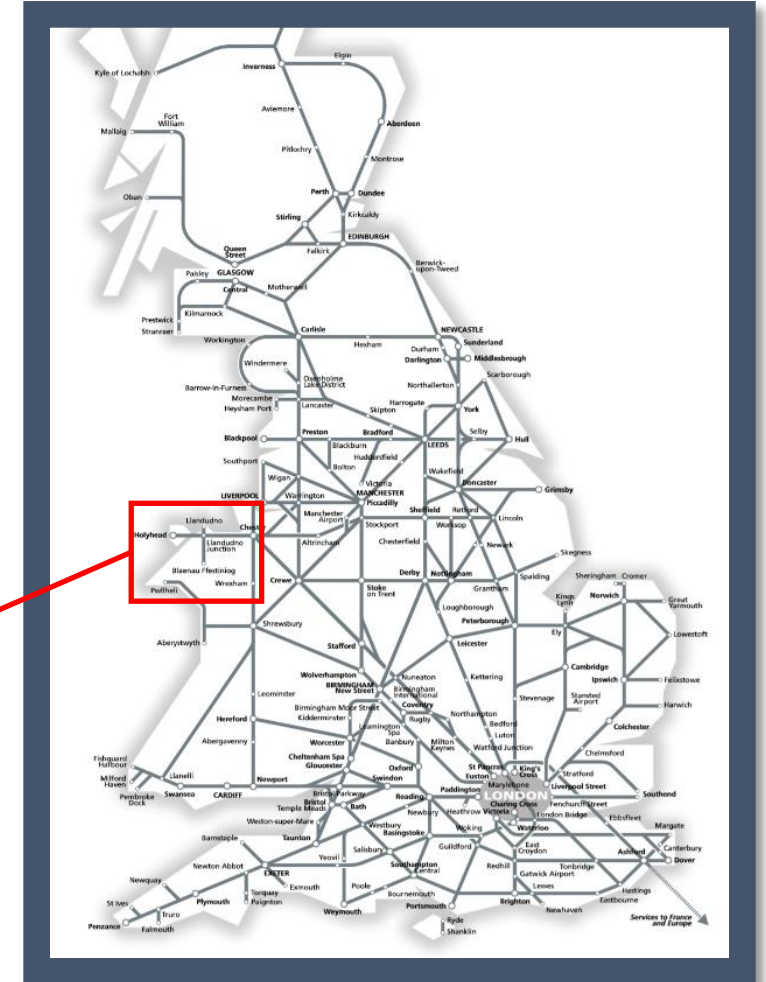 Elgin
Inverness
Kyle of Lochalsh
Aviemore
Fort
William
Aberdeen
Mallaig
Pitlochry
Montrose
Perth
Dundee
Oban
Stirling
Kirkcaldy
EDINBURGH
Queen
Street
Falkirk
Berwick-
upon-Tweed
Paisley
GLASGOW
Central
Motherwell
Kilmarnock
Prestwick
Stranraer
Carlisle
NEWCASTLE
Workington
Hexham
Sunderland
Durham
Darlington
Middlesbrough
Windermere
Scarborough
Oxenholme
Lake District
Barrow-in-Furness
Northallerton
Morecambe
Heysham Port
Lancaster
Harrogate
York
Skipton
Blackpool
Preston
Bradford
Selby
Hull
Blackburn
LEEDS
Huddersfield
Southport
Bolton
Wakefield
Wigan
Victoria
Doncaster
LIVERPOOL
Warrington
MANCHESTER
Piccadilly
Grimsby
Manchester
Airport
Sheffield
Retford
Lincoln
Llandudno
Stockport
Worksop
Holyhead
Chester
Llandudno
Junction
Altrincham
Chesterfield
Newark
Skegness
Blaenau Ffestiniog
Wrexham
Crewe
Derby
Nottingham
Spalding
Sheringham
Cromer
Pwllheli
Stoke
on Trent
Grantham
Kings
Lynn
Norwich
Great
Yarmouth
Loughborough
Peterborough
Aberystwyth
Shrewsbury
Ely
Lowestoft
Stafford
Leicester
Wolverhampton
Nuneaton
Kettering
Cambridge
BIRMINGHAM
New Street
Birmingham
International
Ipswich
Felixstowe
Leominster
Coventry
Stevenage
Stansted
Airport
Birmingham Moor Street
Kidderminster
Rugby
Northampton
Harwich
Hereford
Leamington
Spa
Bedford
Colchester
Worcester
Banbury
Milton
Keynes
Luton
Abergavenny
Watford Junction
Chelmsford
Cheltenham Spa
Gloucester
Oxford
St Pancras
King's
Cross
Fishguard
Harbour
Euston
Stratford
Milford
Haven
Llanelli
Newport
Swindon
Paddington
Marylebone
Liverpool Street
Pembroke
Dock
Swansea
CARDIFF
Bristol Parkway
Reading
LONDON
Southend
Bristol
Temple Meads
Bath
Charing Cross
Fenchurch Street
Newbury
Heathrow
Victoria
London Bridge
Ebbsfleet
Weston-super-Mare
Westbury
Basingstoke
Woking
Waterloo
Margate
Barnstaple
Taunton
Salisbury
Guildford
East
Croydon
Canterbury
Newton Abbot
Yeovil
Southampton
Central
Redhill
Tonbridge
Ashford
Dover
EXETER
Gatwick Airport
Newquay
Exmouth
Poole
Lewes
Hastings
St Ives
Plymouth
Torquay
Paignton
Bournemouth
Eastbourne
Truro
Weymouth
Portsmouth
Brighton
Newhaven
Penzance
Falmouth
Ryde
Shanklin
Services to France
and Europe